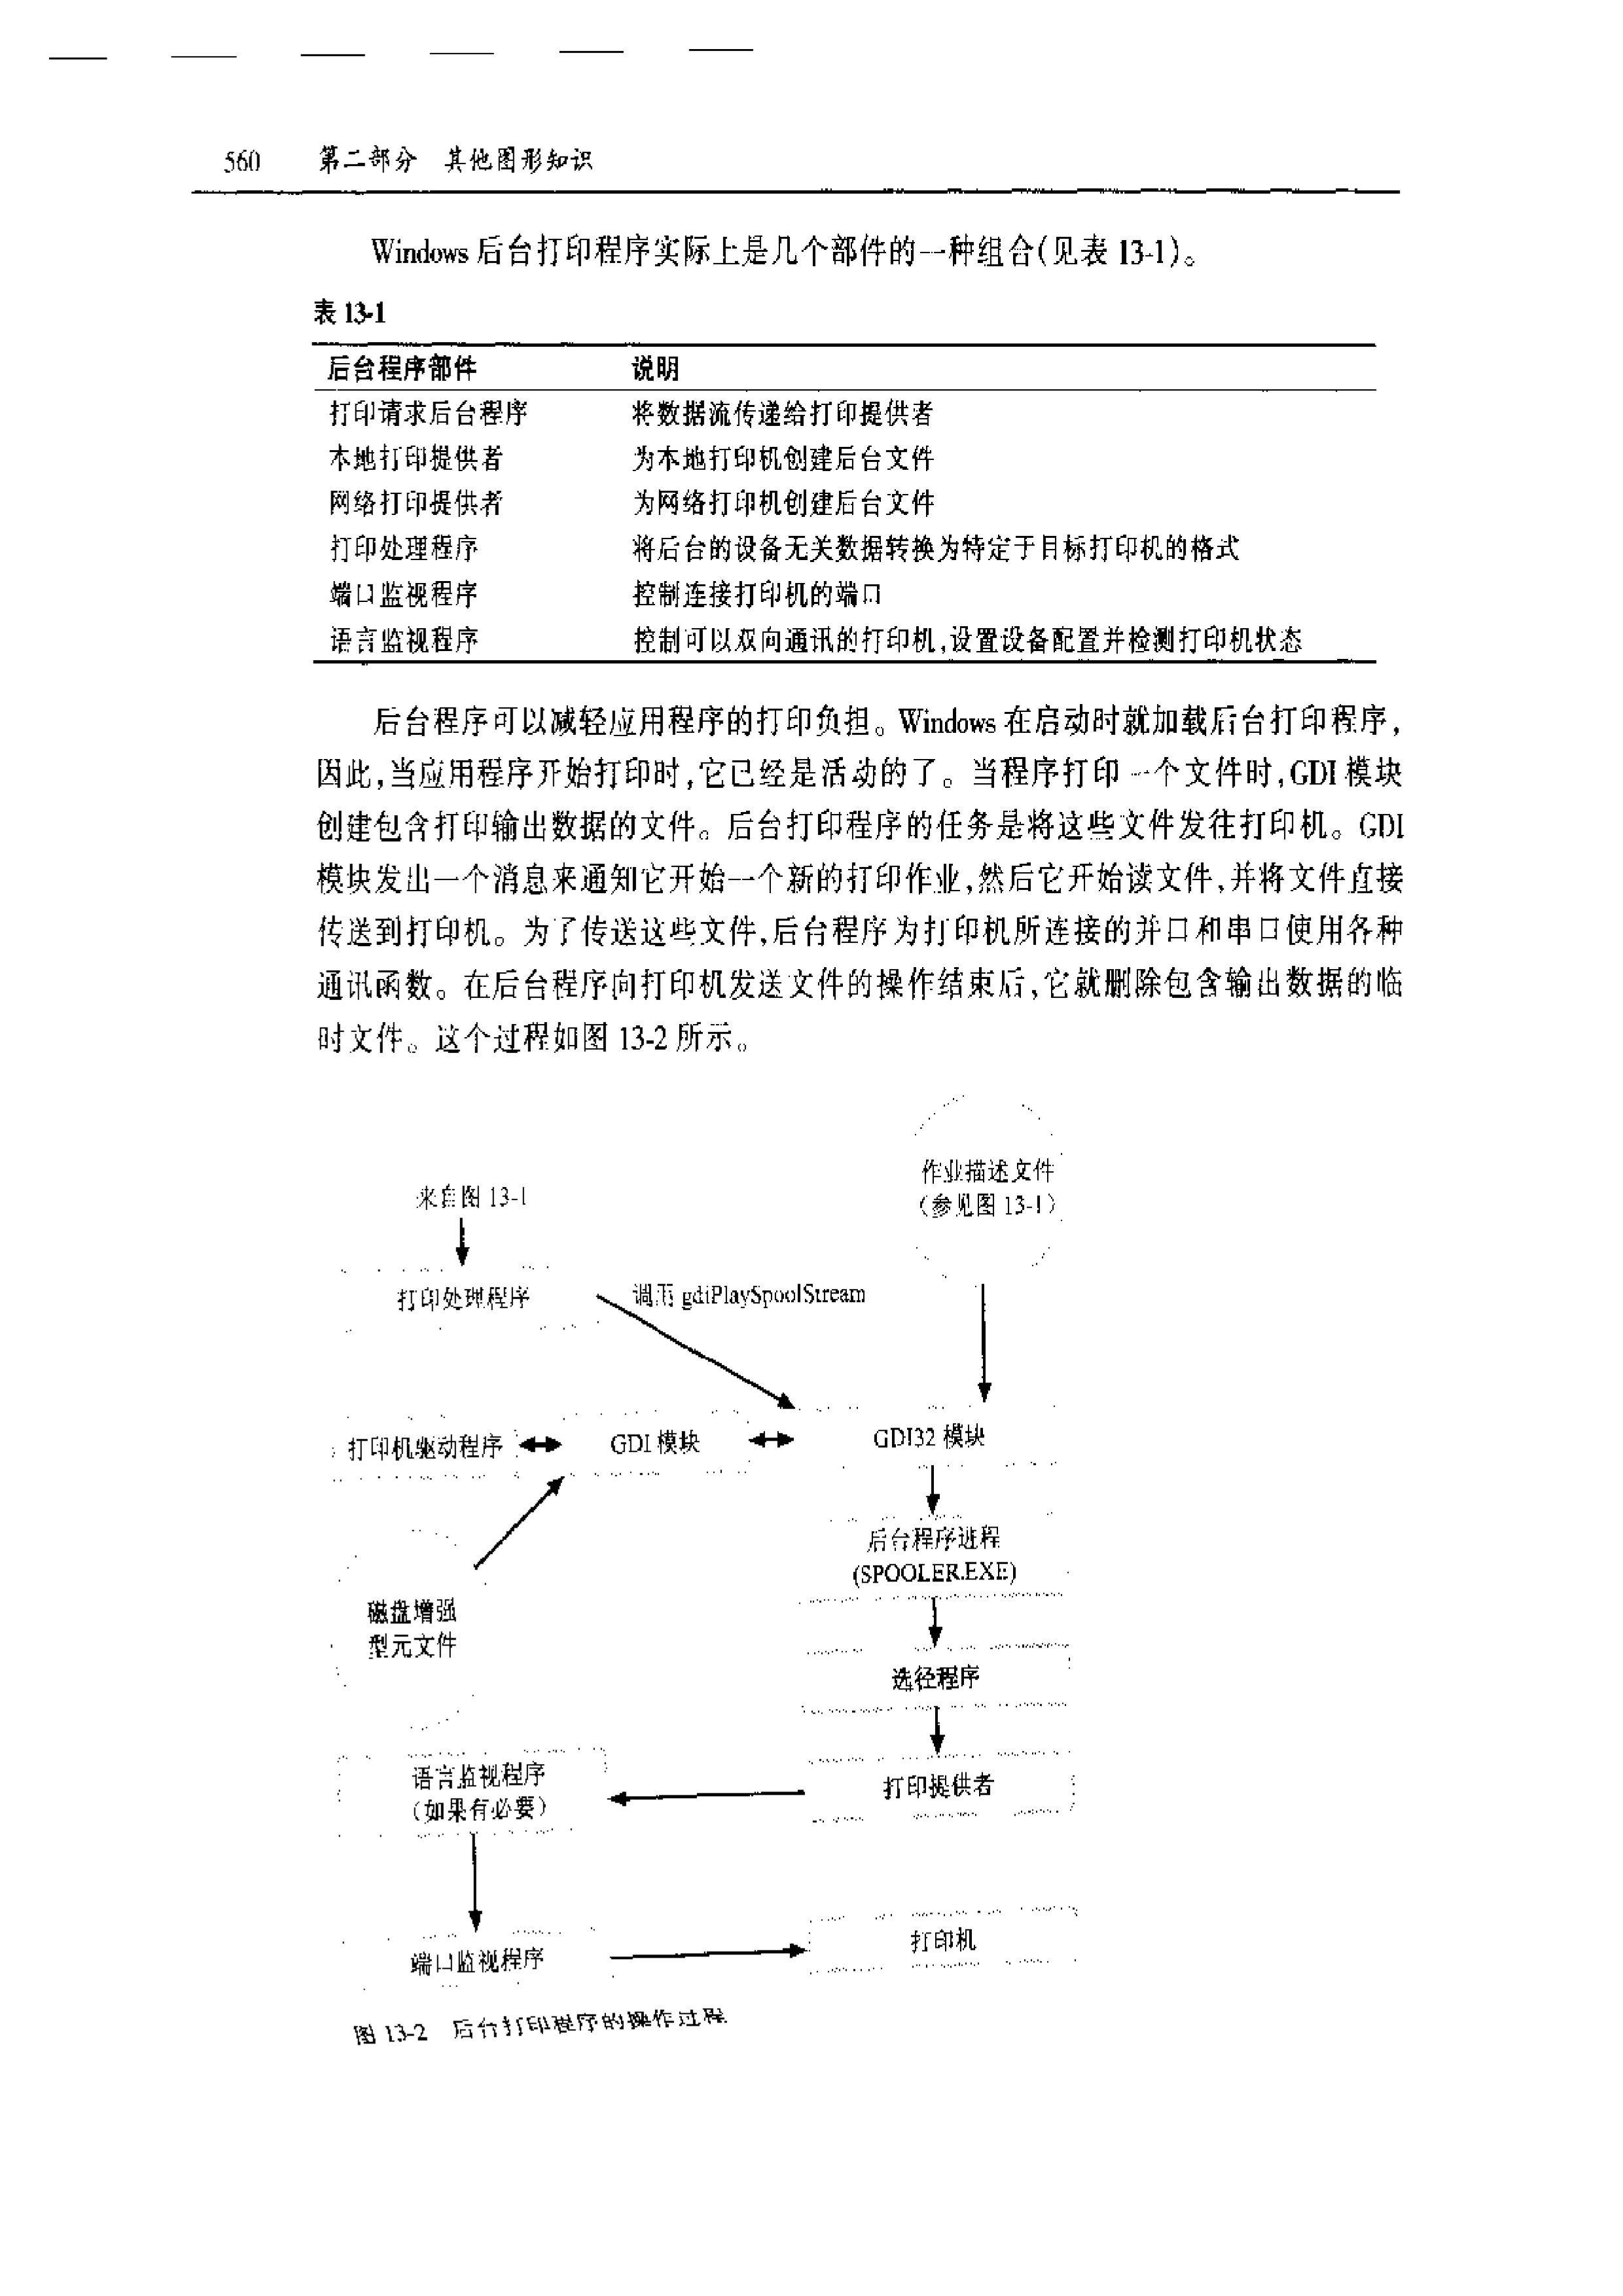 560 第二部分 其他图形知识
Windows 后台打印程序实际上是几个部件的一种组合(见表 13-1)。
表 13-1
后台程序部件 说明
打印请求后台程序 将数据流传递给打印提供者
本地打印提供者 为本地打印机创建后台文件
网络打印提供者 为网络打印机创建后台文件
打印处理程序 将后台的设备无关数据转换为特定于目标打印机的格式
端口监视程序 控制连接打印机的端口
语言监视程序 控制可以双向通讯的打印机,设置设备配置并检测打印机状态
后台程序可以减轻应用程序的打印负担。Windows 在启动时就加载后台打印程序,
因此,当应用程序开始打印时,它已经是活动的了。当程序打印一个文件时,GDI 模块
创建包含打印输出数据的文件。后台打印程序的任务是将这些文件发往打印机。GDI
模块发出一个消息来通知它开始一个新的打印作业,然后它开始读文件,并将文件直接
传送到打印机。为了传送这些文件,后台程序为打印机所连接的并口和串口使用各种
通讯函数。在后台程序向打印机发送文件的操作结束后,它就删除包含输出数据的临
时文件。这个过程如图 13-2 所示。
作业描述文件
(参见图 13-1)
来自图 13-1
打印处理程序
调用 gdiPlaySpoolStream
打印机驱动程序
GDI 模块
GDI32 模块
后台程序进程
(SPOOLER.EXE)
磁盘增强
型元文件
选径程序
语言监视程序
(如果有必要)
打印提供者
端口监视程序
打印机
图 13-2 后台打印程序的操作过程